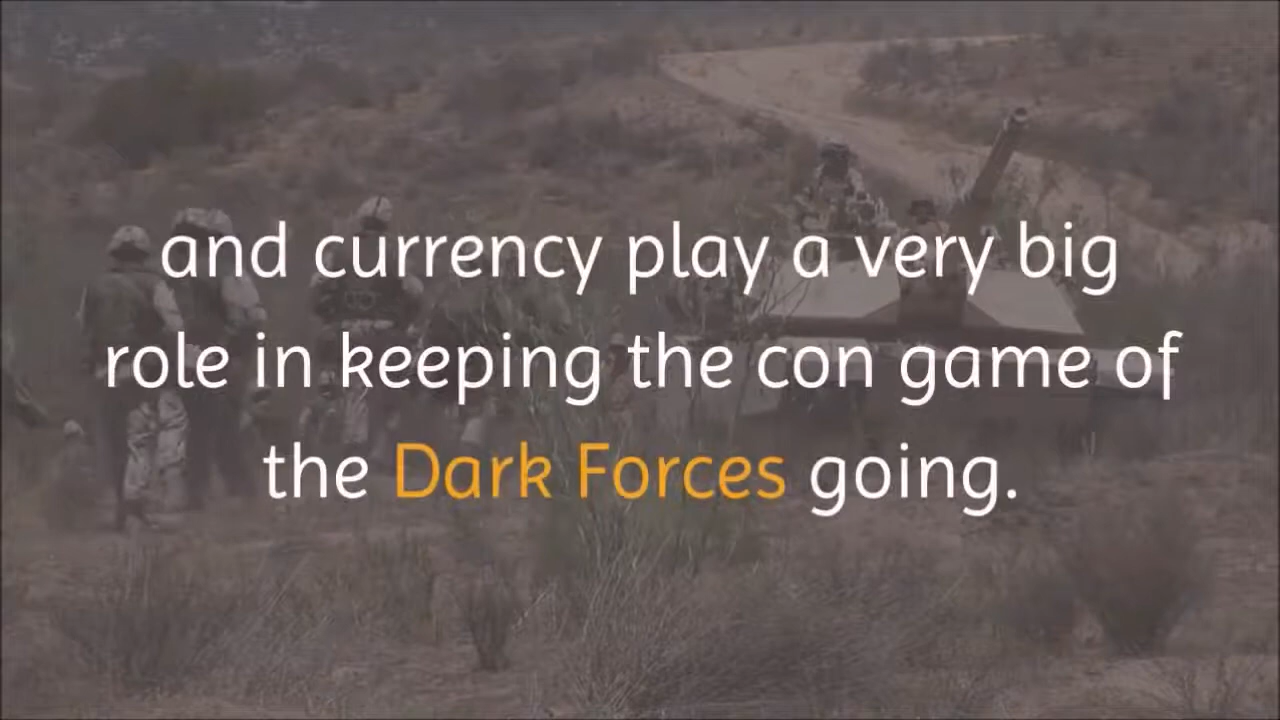 and currency play a very big
role in keeping the con game of
the Dark Forces going.